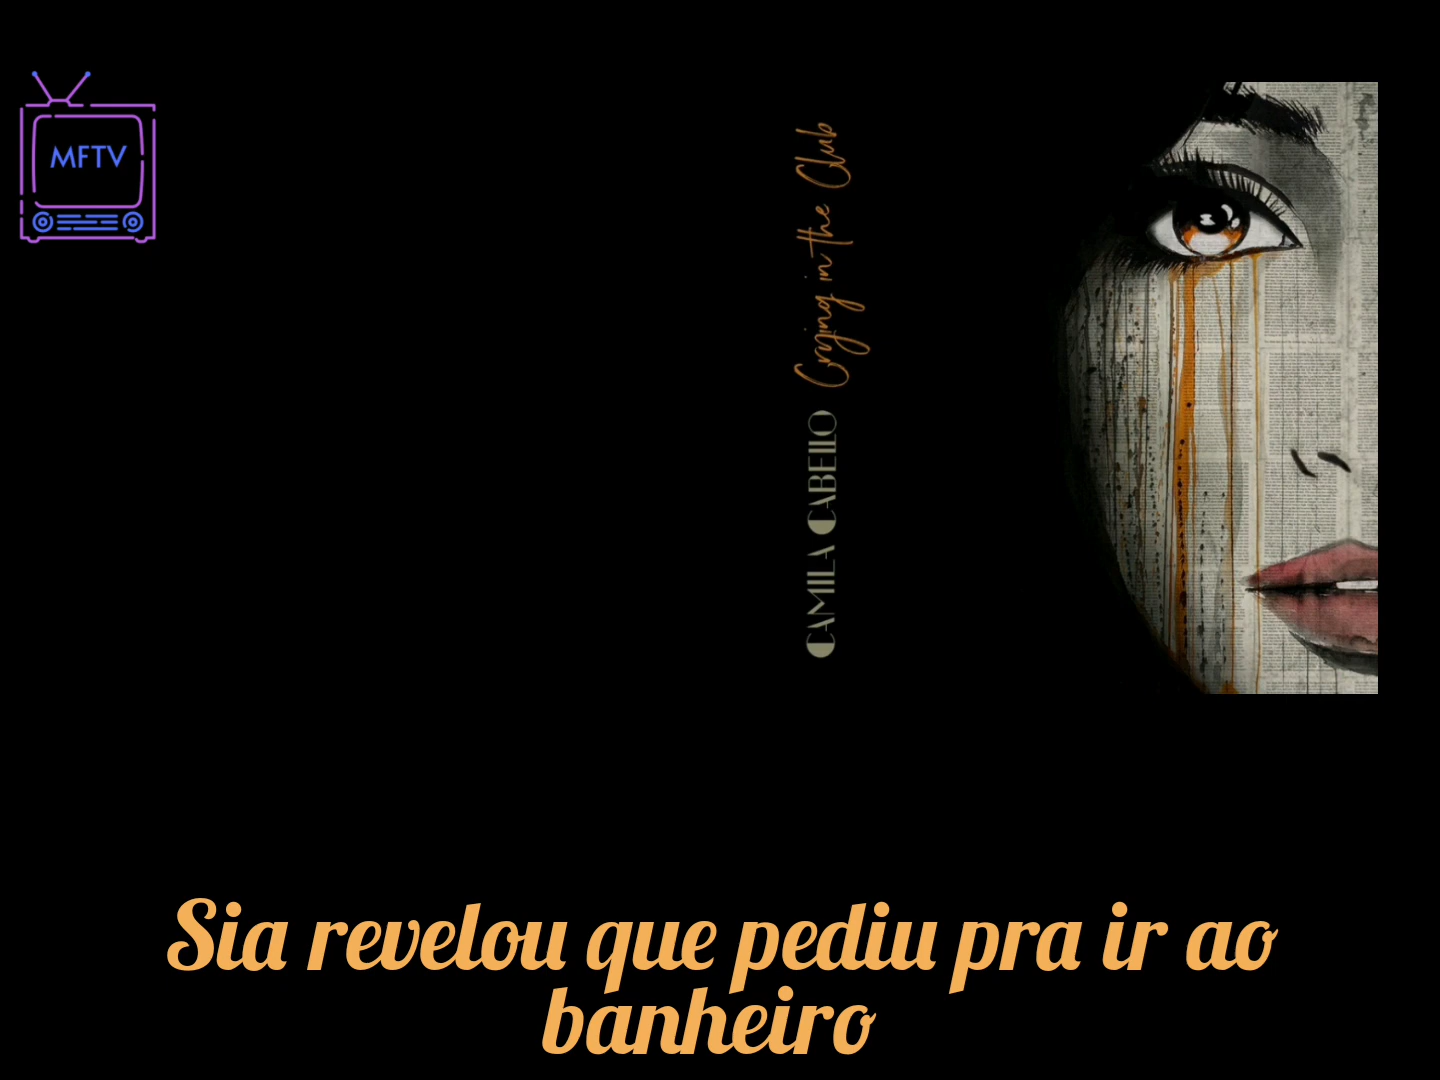 MFTV
CAMILA CABELLO Crying in the Club
Sia revelou que pediu pra ir ao
banheiro